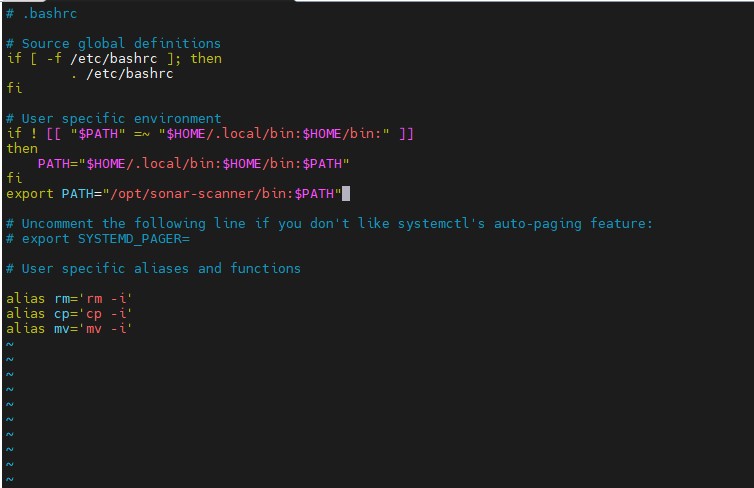 # .bashrc

# Source global definitions
if [ -f /etc/bashrc ]; then
        . /etc/bashrc
fi

# User specific environment
if ! [[ "$PATH" =~ "$HOME/.local/bin:$HOME/bin:" ]]
then
    PATH="$HOME/.local/bin:$HOME/bin:$PATH"
fi
export PATH="/opt/sonar-scanner/bin:$PATH"

# Uncomment the following line if you don't like systemctl's auto-paging feature:
# export SYSTEMD_PAGER=

# User specific aliases and functions

alias rm='rm -i'
alias cp='cp -i'
alias mv='mv -i'
~
~
~
~
~
~
~
~
~
~